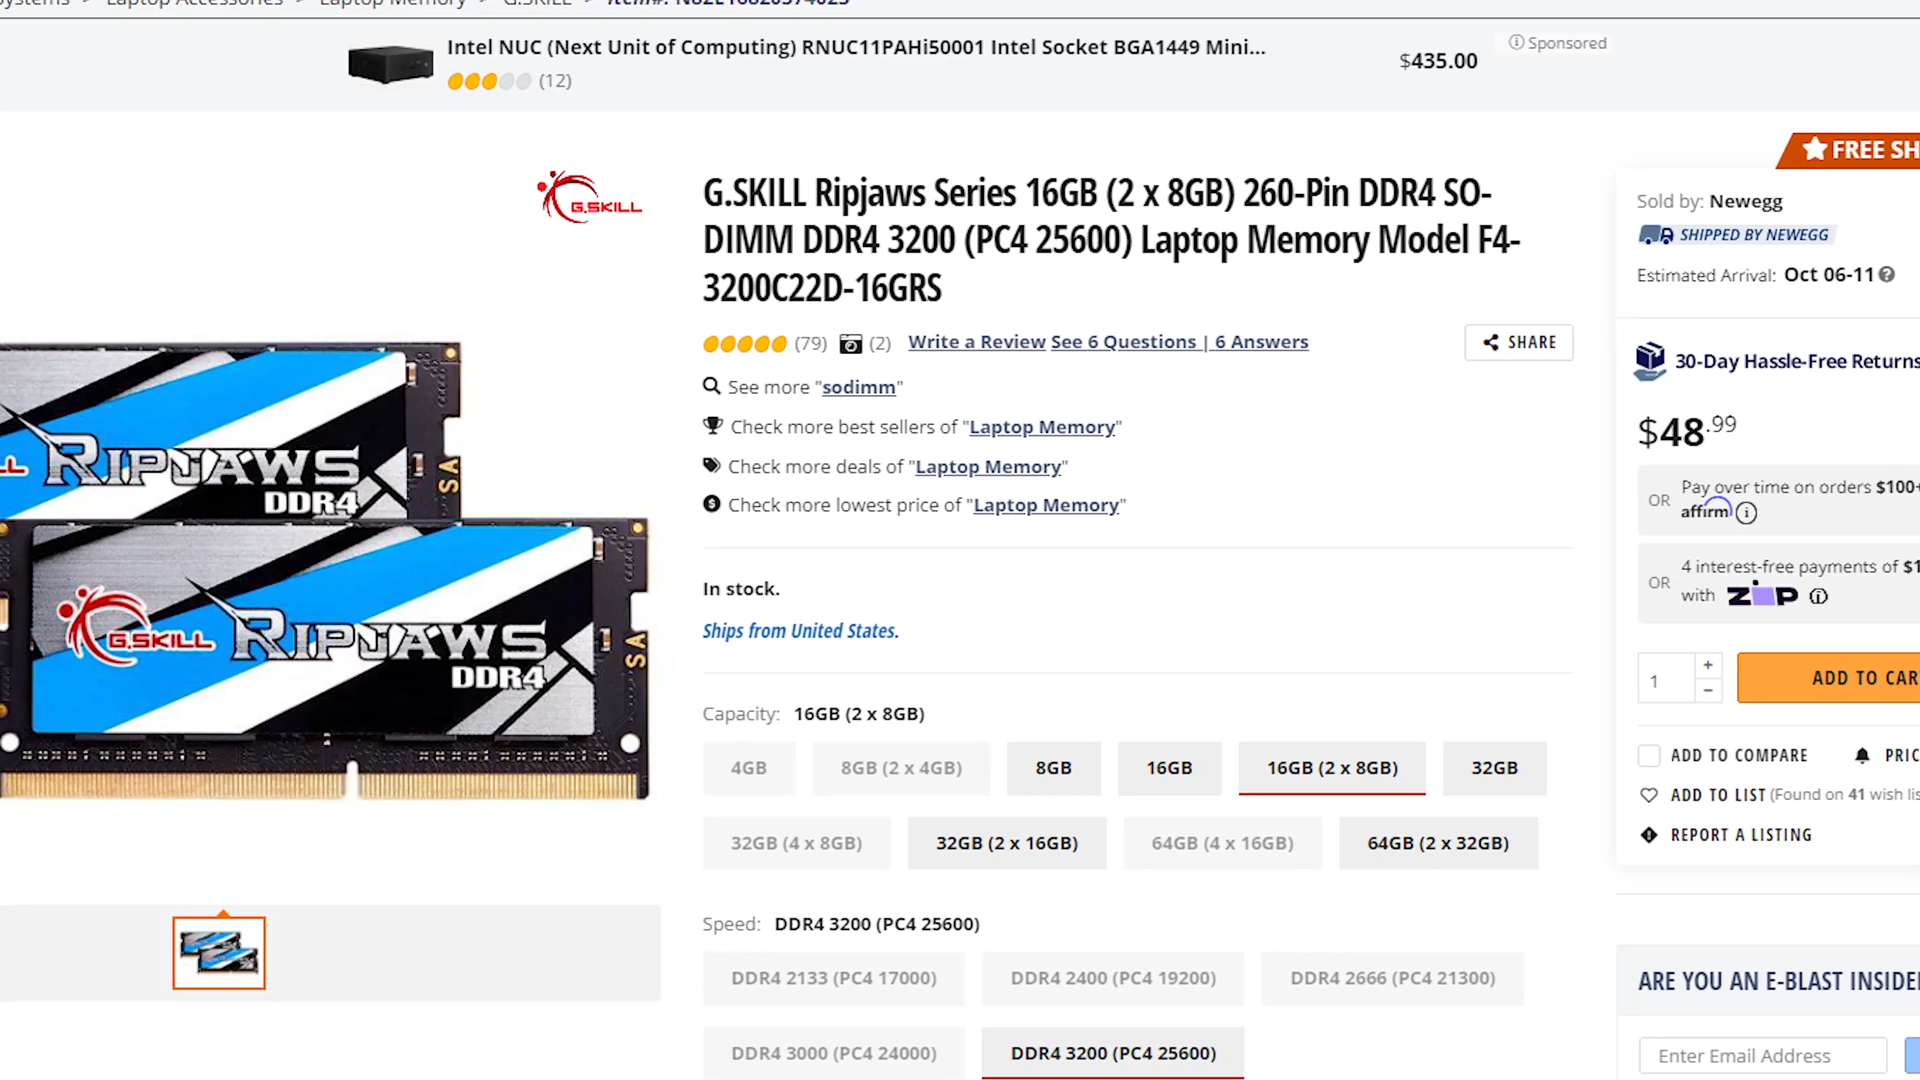 Laptop Accessories > Laptop Memory > G.SKILL > Item#: N82E16820374025
Intel NUC (Next Unit of Computing) RNUC11PAHi50001 Intel Socket BGA1449 Mini...
(12)
$435.00
Sponsored
FREE SH
G.SKILL
G.SKILL Ripjaws Series 16GB (2 x 8GB) 260-Pin DDR4 SO-
DIMM DDR4 3200 (PC4 25600) Laptop Memory Model F4-
3200C22D-16GRS
(79) (2) Write a Review See 6 Questions | 6 Answers
SHARE
See more "sodimm"
Check more best sellers of "Laptop Memory"
Check more deals of "Laptop Memory"
Check more lowest price of "Laptop Memory"
In stock.
Ships from United States.
RIPJAWS
DDR4
SA
G.SKILL RIPJAWS
DDR4
SA
Capacity: 16GB (2 x 8GB)
4GB 8GB (2 x 4GB) 8GB 16GB 16GB (2 x 8GB) 32GB
32GB (4 x 8GB) 32GB (2 x 16GB) 64GB (4 x 16GB) 64GB (2 x 32GB)
Speed: DDR4 3200 (PC4 25600)
DDR4 2133 (PC4 17000) DDR4 2400 (PC4 19200) DDR4 2666 (PC4 21300)
DDR4 3000 (PC4 24000) DDR4 3200 (PC4 25600)
Sold by: Newegg
SHIPPED BY NEWEGG
Estimated Arrival: Oct 06-11
30-Day Hassle-Free Returns
$48.99
OR Pay over time on orders $100+
affirm
OR 4 interest-free payments of $1
with ZIP
1 + −
ADD TO CAR
ADD TO COMPARE PRIC
ADD TO LIST (Found on 41 wish lis
REPORT A LISTING
ARE YOU AN E-BLAST INSIDE
Enter Email Address